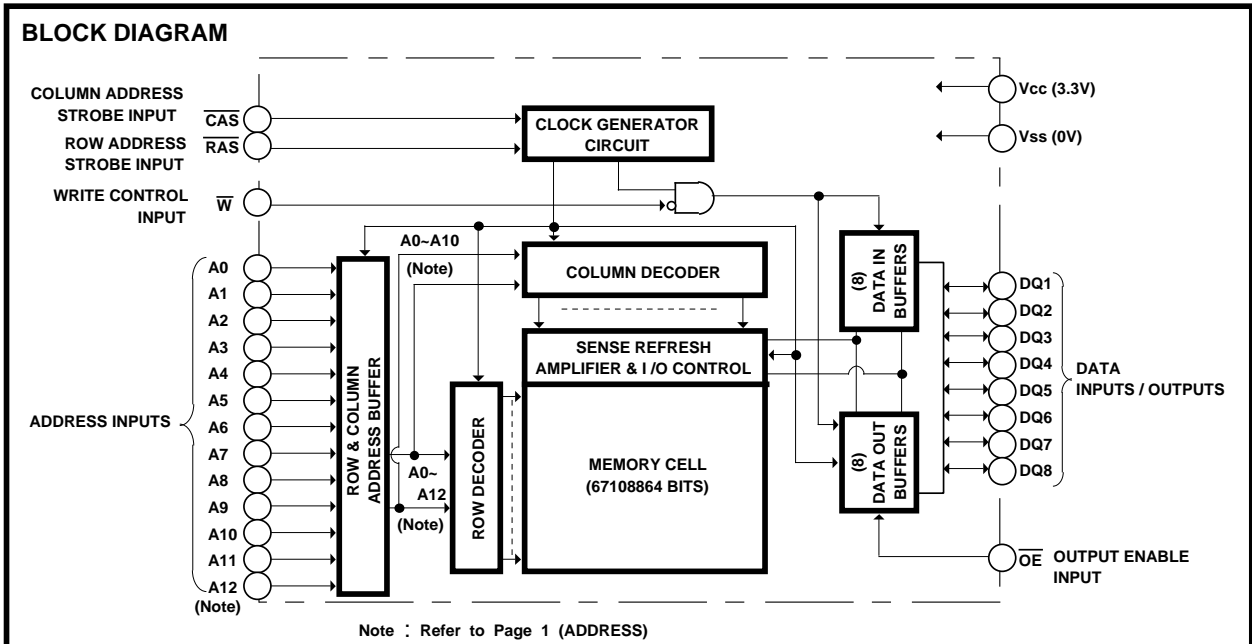 BLOCK DIAGRAM
COLUMN ADDRESS
STROBE INPUT
CAS
ROW ADDRESS
STROBE INPUT
RAS
WRITE CONTROL
INPUT
W
CLOCK GENERATOR
CIRCUIT
Vcc (3.3V)
Vss (0V)
ADDRESS INPUTS
A0
A1
A2
A3
A4
A5
A6
A7
A8
A9
A10
A11
A12
(Note)
ROW & COLUMN
ADDRESS BUFFER
A0~A10
(Note)
A0~
A12
(Note)
ROW DECODER
COLUMN DECODER
SENSE REFRESH
AMPLIFIER & I /O CONTROL
MEMORY CELL
(67108864 BITS)
(8)
DATA IN
BUFFERS
(8)
DATA OUT
BUFFERS
DQ1
DQ2
DQ3
DQ4
DQ5
DQ6
DQ7
DQ8
DATA
INPUTS / OUTPUTS
OE
OUTPUT ENABLE
INPUT
Note : Refer to Page 1 (ADDRESS)